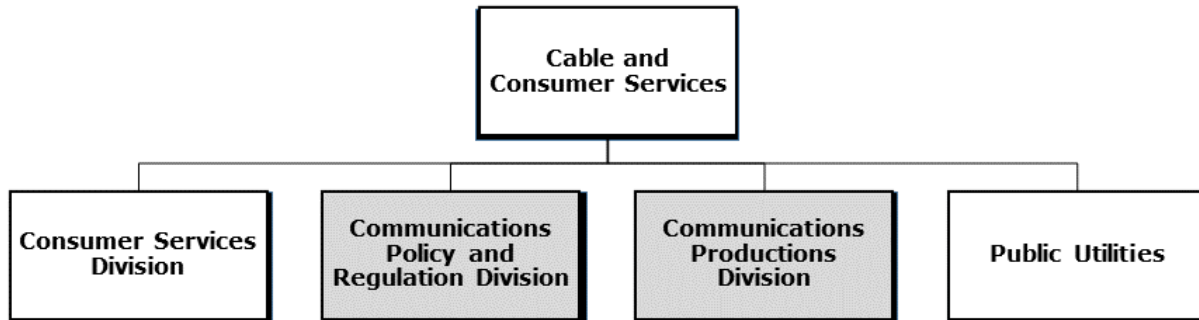 Cable and
Consumer Services
Consumer Services
Division
Communications
Policy and
Regulation Division
Communications
Productions
Division
Public Utilities